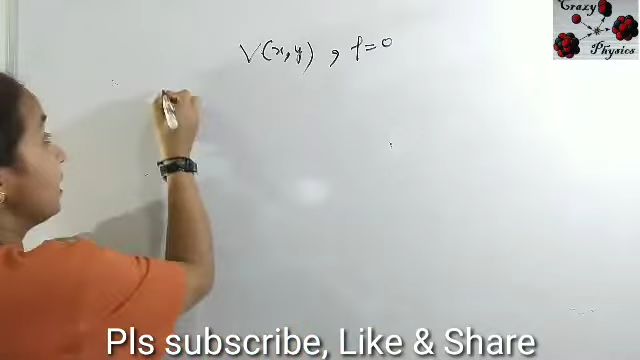 Crazy
V(x,y) , ρ=0
Physics
Pls subscribe, Like & Share